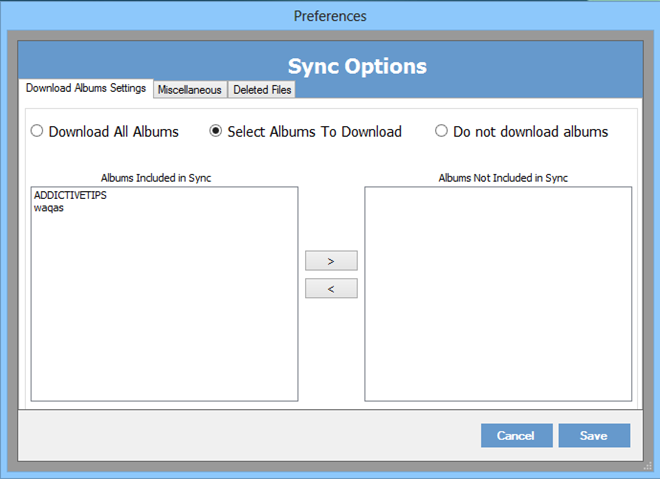 Preferences
Sync Options
Download Albums Settings Miscellaneous Deleted Files
Download All Albums Select Albums To Download Do not download albums
Albums Included in Sync Albums Not Included in Sync
ADDICTIVETIPS
waqas
>
<
Cancel Save